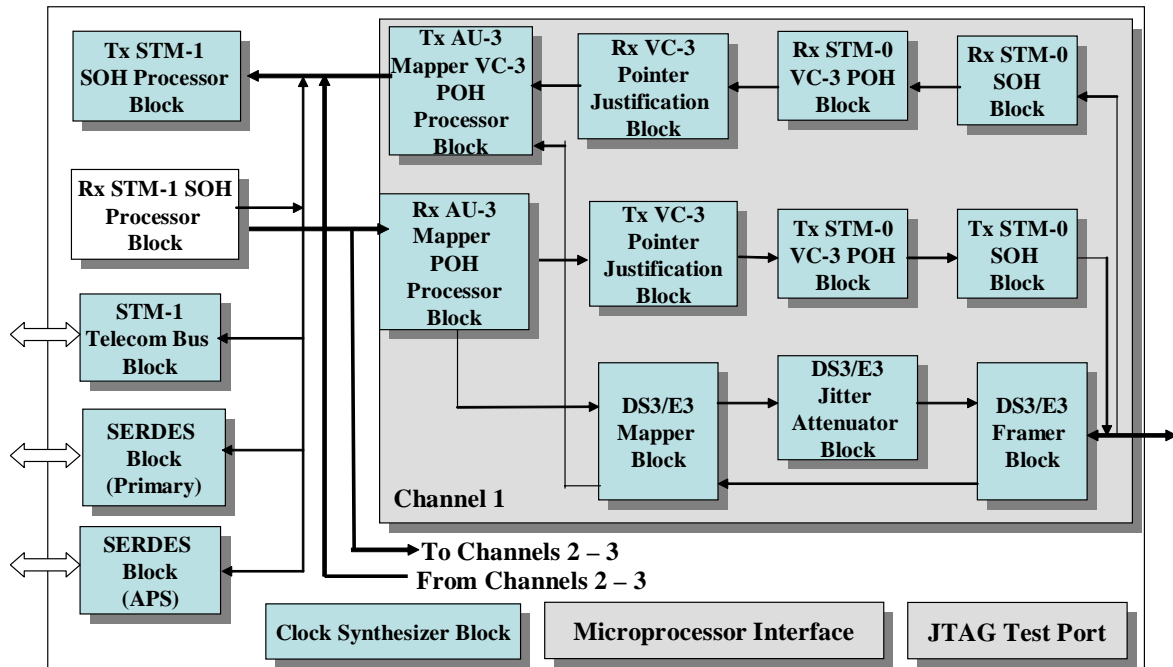 Tx STM-1
SOH Processor
Block
Tx AU-3
Mapper VC-3
POH
Processor
Block
Rx VC-3
Pointer
Justification
Block
Rx STM-0
VC-3 POH
Block
Rx STM-0
SOH
Block
Rx STM-1 SOH
Processor
Block
Rx AU-3
Mapper
POH
Processor
Block
Tx VC-3
Pointer
Justification
Block
Tx STM-0
VC-3 POH
Block
Tx STM-0
SOH
Block
STM-1
Telecom Bus
Block
DS3/E3
Mapper
Block
DS3/E3
Jitter
Attenuator
Block
DS3/E3
Framer
Block
SERDES
Block
(Primary)
Channel 1
SERDES
Block
(APS)
To Channels 2 – 3
From Channels 2 – 3
Clock Synthesizer Block
Microprocessor Interface
JTAG Test Port